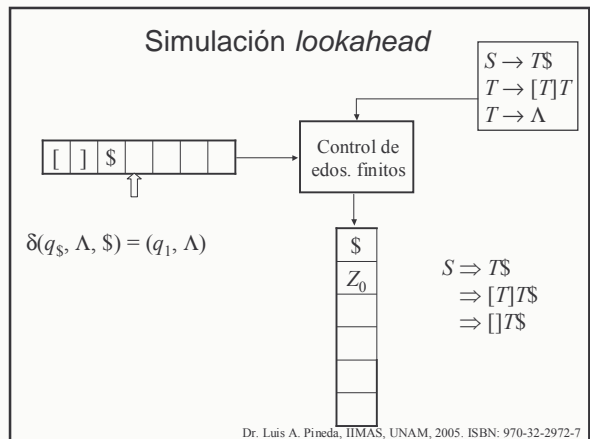 Simulación lookahead
S → T$
T → [T]T
T → Λ
[ ] $
Control de
edos. finitos
δ(q$, Λ, $) = (q1, Λ)
$
Z0
S ⇒ T$
⇒ [T]T$
⇒ []T$
Dr. Luis A. Pineda, IIMAS, UNAM, 2005. ISBN: 970-32-2972-7